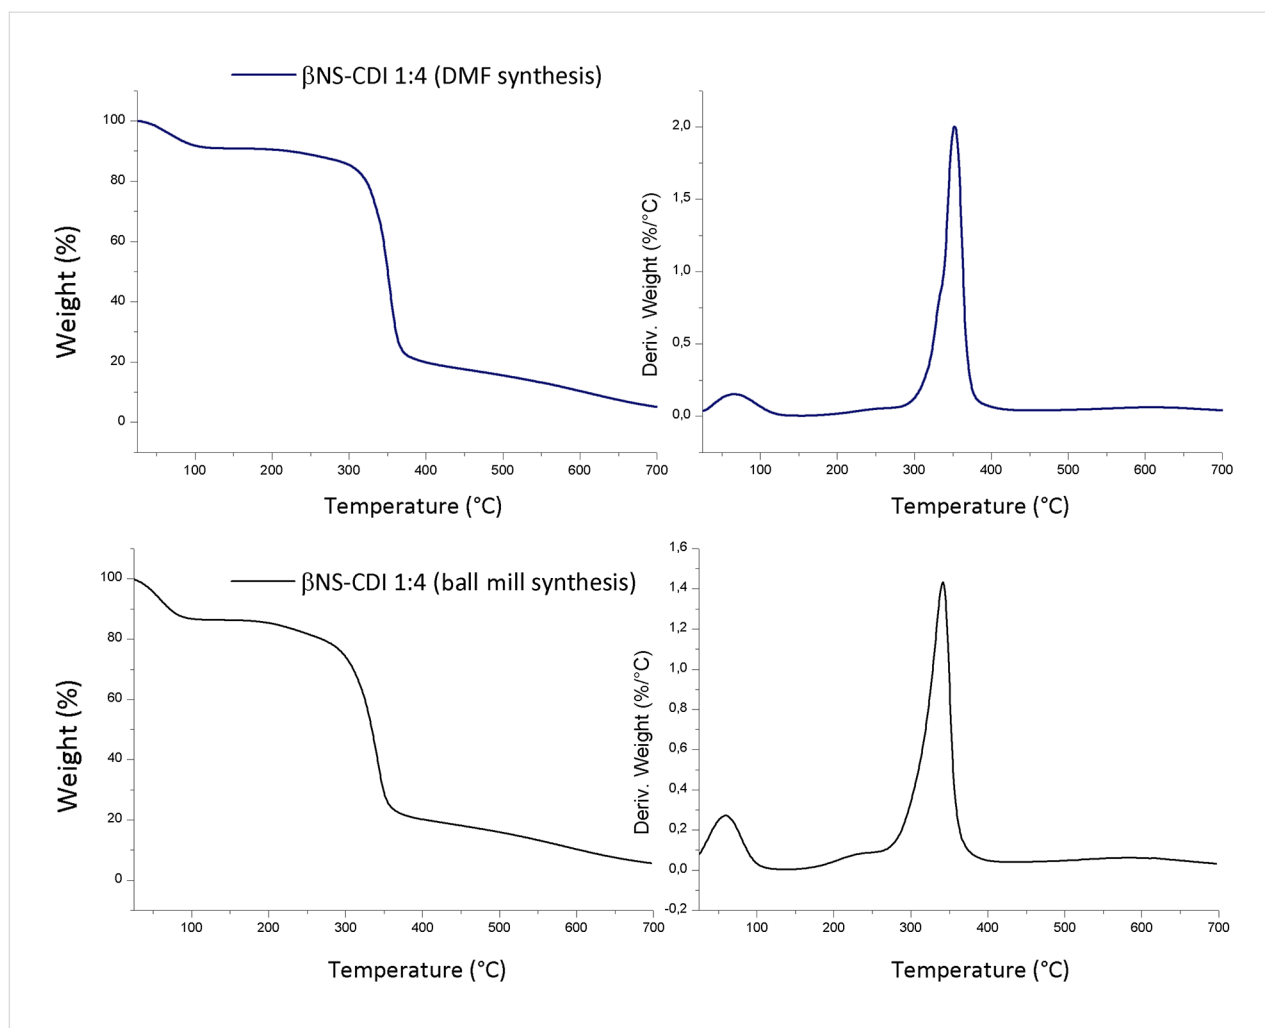 βNS-CDI 1:4 (DMF synthesis)
Weight (%)
100
80
60
40
20
0
100 200 300 400 500 600 700
Temperature (°C)
Deriv. Weight (%/°C)
2,0
1,5
1,0
0,5
0,0
100 200 300 400 500 600 700
Temperature (°C)
βNS-CDI 1:4 (ball mill synthesis)
Weight (%)
100
80
60
40
20
0
100 200 300 400 500 600 700
Temperature (°C)
Deriv. Weight (%/°C)
1,6
1,4
1,2
1,0
0,8
0,6
0,4
0,2
0,0
-0,2
100 200 300 400 500 600 700
Temperature (°C)